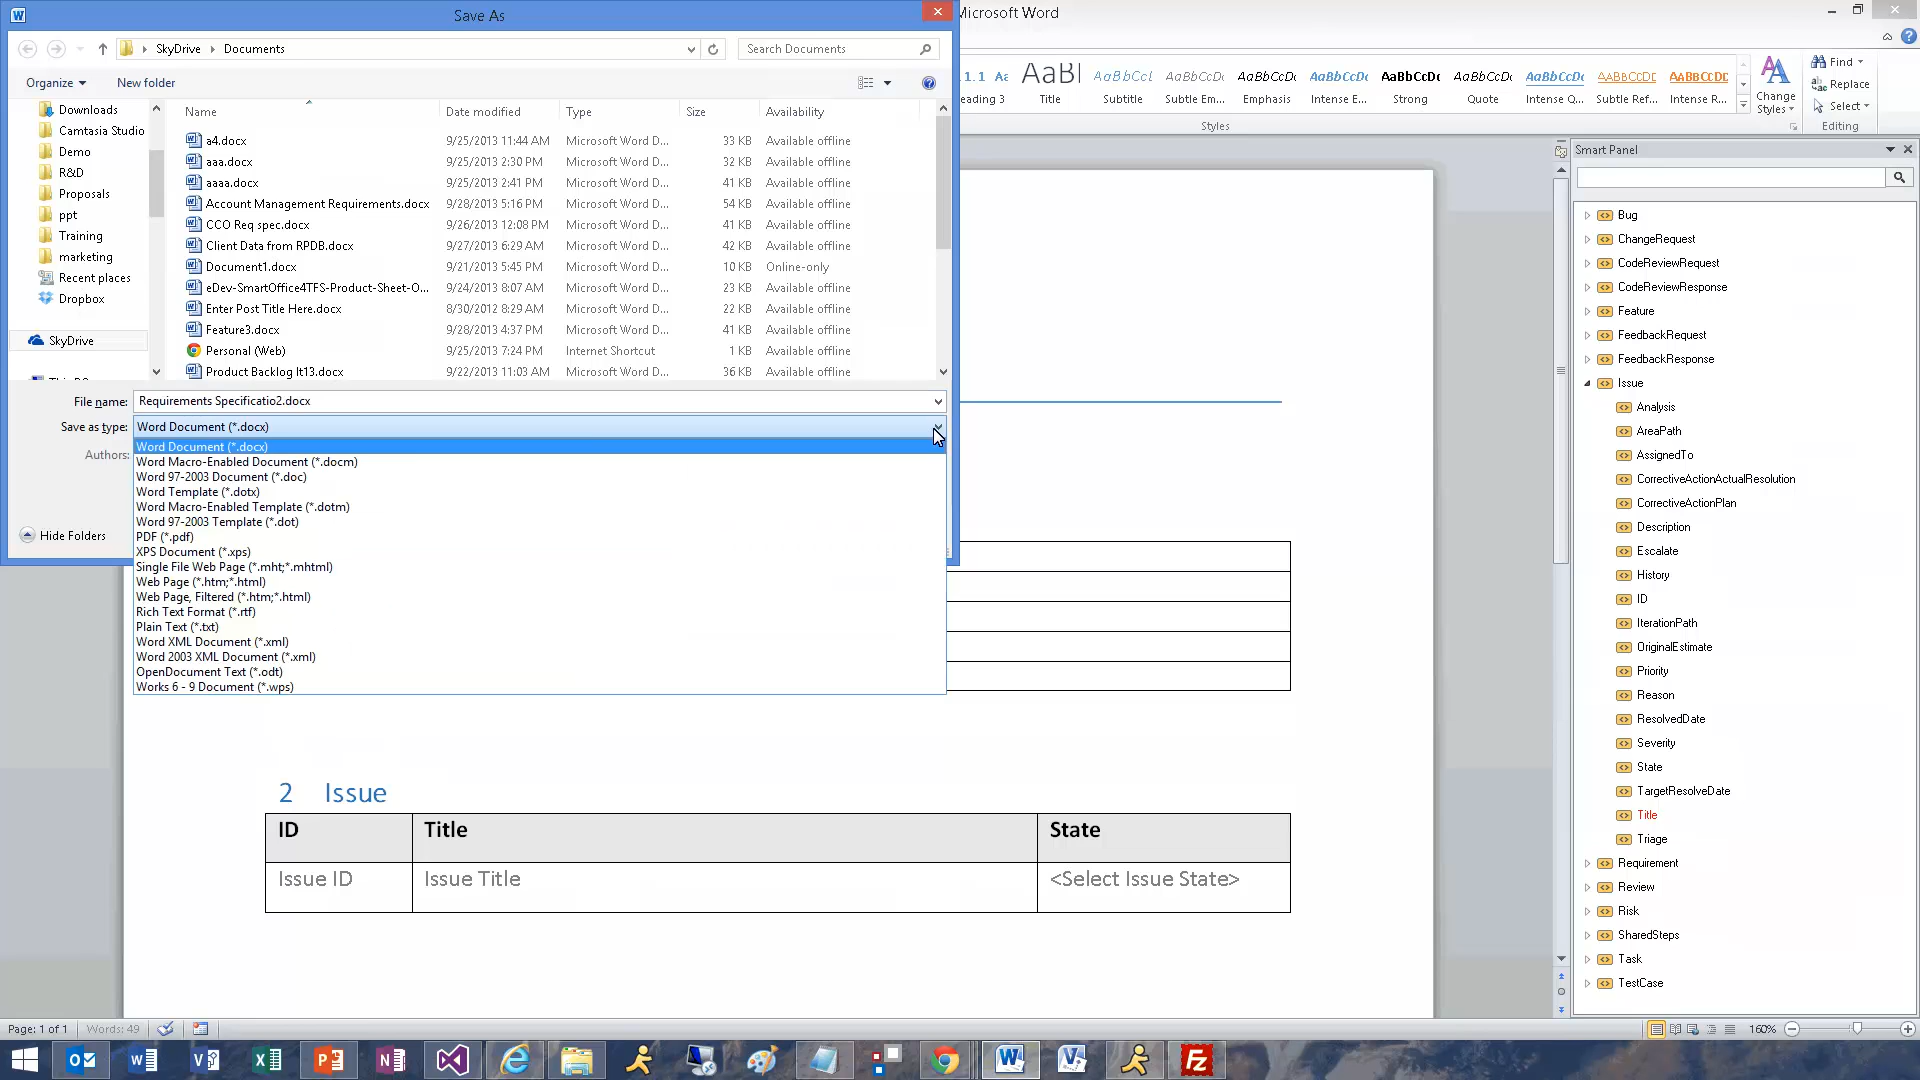 Save As
Microsoft Word
SkyDrive Documents
Search Documents
Organize New folder
Downloads
Camtasia Studio
Demo
R&D
Proposals
ppt
Training
marketing
Recent places
Dropbox
SkyDrive
Name Date modified Type Size Availability
a4.docx 9/25/2013 11:44 AM Microsoft Word D... 33 KB Available offline
aaa.docx 9/25/2013 2:30 PM Microsoft Word D... 32 KB Available offline
aaaa.docx 9/25/2013 2:41 PM Microsoft Word D... 41 KB Available offline
Account Management Requirements.docx 9/28/2013 5:16 PM Microsoft Word D... 54 KB Available offline
CCO Req spec.docx 9/26/2013 12:08 PM Microsoft Word D... 41 KB Available offline
Client Data from RPDB.docx 9/27/2013 6:29 AM Microsoft Word D... 42 KB Available offline
Document1.docx 9/21/2013 5:45 PM Microsoft Word D... 10 KB Online-only
eDev-SmartOffice4TFS-Product-Sheet-O... 9/24/2013 8:07 AM Microsoft Word D... 23 KB Available offline
Enter Post Title Here.docx 8/30/2012 8:29 AM Microsoft Word D... 22 KB Available offline
Feature3.docx 9/28/2013 4:37 PM Microsoft Word D... 41 KB Available offline
Personal (Web) 9/25/2013 7:24 PM Internet Shortcut 1 KB Available offline
Product Backlog It13.docx 9/22/2013 11:03 AM Microsoft Word D... 36 KB Available offline
File name: Requirements Specificatio2.docx
Save as type: Word Document (*.docx)
Authors:
Hide Folders
Word Document (*.docx)
Word Macro-Enabled Document (*.docm)
Word 97-2003 Document (*.doc)
Word Template (*.dotx)
Word Macro-Enabled Template (*.dotm)
Word 97-2003 Template (*.dot)
PDF (*.pdf)
XPS Document (*.xps)
Single File Web Page (*.mht;*.mhtml)
Web Page (*.htm;*.html)
Web Page, Filtered (*.htm;*.html)
Rich Text Format (*.rtf)
Plain Text (*.txt)
Word XML Document (*.xml)
Word 2003 XML Document (*.xml)
OpenDocument Text (*.odt)
Works 6 - 9 Document (*.wps)
1.1.1 Aa AaBl AaBbCcl AaBbCcDc AaBbCcDc AaBbCcDc AaBbCcDc AaBbCcDc AaBbCcDc AABBCCDC AABBCCDC
eading 3 Title Subtitle Subtle Em... Emphasis Intense E... Strong Quote Intense Q... Subtle Ref... Intense R...
Change
Styles
Find
Replace
Select
Styles
Editing
2 Issue
ID Title State
Issue ID Issue Title <Select Issue State>
Smart Panel
Bug
ChangeRequest
CodeReviewRequest
CodeReviewResponse
Feature
FeedbackRequest
FeedbackResponse
Issue
Analysis
AreaPath
AssignedTo
CorrectiveActionActualResolution
CorrectiveActionPlan
Description
Escalate
History
ID
IterationPath
OriginalEstimate
Priority
Reason
ResolvedDate
Severity
State
TargetResolveDate
Title
Triage
Requirement
Review
Risk
SharedSteps
Task
TestCase
Page: 1 of 1 Words: 49
160%